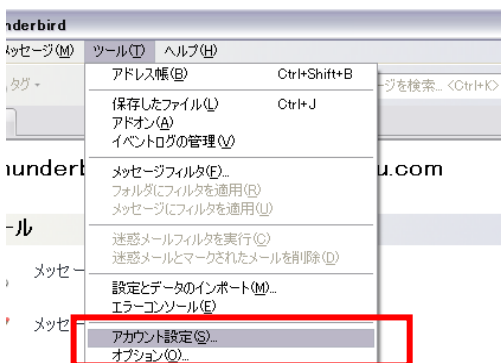 nderbird
メッセージ(M) ツール(T) ヘルプ(H)
タグ
アドレス帳(B) Ctrl+Shift+B
ージを検索... <Ctrl+K>
保存したファイル(L) Ctrl+J
アドオン(A)
イベントログの管理(V)
hunderb
u.com
メッセージフィルタ(F)...
フォルダにフィルタを適用(R)
メッセージにフィルタを適用(U)
ール
迷惑メールフィルタを実行(C)
迷惑メールとマークされたメールを削除(D)
メッセー
設定とデータのインポート(M)...
エラーコンソール(E)
メッセ
アカウント設定(S)...
オプション(O)...